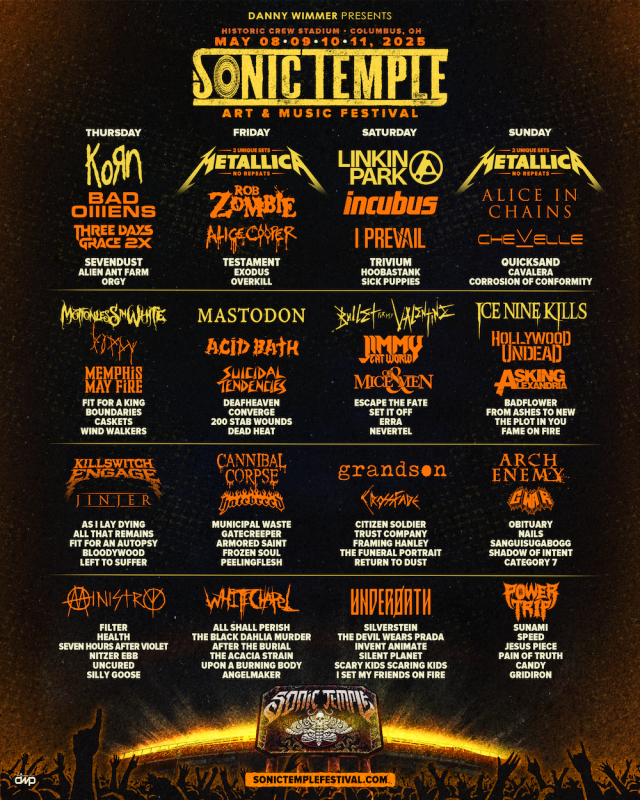 DANNY WIMMER PRESENTS
HISTORIC CREW STADIUM • COLUMBUS, OH
MAY 08•09•10•11, 2025
SONIC TEMPLE
ART & MUSIC FESTIVAL
THURSDAY
KoRn
BAD OMENS
THREE DAYS GRACE 2X
SEVENDUST
ALIEN ANT FARM
ORGY
FRIDAY
2 UNIQUE SETS
METALLICA
NO REPEATS
ROB ZOMBIE
ALICE COOPER
TESTAMENT
EXODUS
OVERKILL
SATURDAY
LINKIN PARK
incubus
I PREVAIL
TRIVIUM
HOOBASTANK
SICK PUPPIES
SUNDAY
2 UNIQUE SETS
METALLICA
NO REPEATS
ALICE IN CHAINS
CHEVELLE
QUICKSAND
CAVALERA
CORROSION OF CONFORMITY
MOTIONLESS IN WHITE
POPPY
MEMPHIS MAY FIRE
FIT FOR A KING
BOUNDARIES
CASKETS
WIND WALKERS
MASTODON
ACID BATH
SUICIDAL TENDENCIES
DEAFHEAVEN
CONVERGE
200 STAB WOUNDS
DEAD HEAT
BULLET FOR MY VALENTINE
JIMMY EAT WORLD
OF MICE & MEN
ESCAPE THE FATE
SET IT OFF
ERRA
NEVERTEL
ICE NINE KILLS
HOLLYWOOD UNDEAD
ASKING ALEXANDRIA
BADFLOWER
FROM ASHES TO NEW
THE PLOT IN YOU
FAME ON FIRE
KILLSWITCH ENGAGE
JINJER
AS I LAY DYING
ALL THAT REMAINS
FIT FOR AN AUTOPSY
BLOODYWOOD
LEFT TO SUFFER
CANNIBAL CORPSE
HATEBREED
MUNICIPAL WASTE
GATECREEPER
ARMORED SAINT
FROZEN SOUL
PEELINGFLESH
grandson
CROSSFADE
CITIZEN SOLDIER
TRUST COMPANY
FRAMING HANLEY
THE FUNERAL PORTRAIT
RETURN TO DUST
ARCH ENEMY
GWAR
OBITUARY
NAILS
SANGUISUGABOGG
SHADOW OF INTENT
CATEGORY 7
MINISTRY
FILTER
HEALTH
SEVEN HOURS AFTER VIOLET
NITZER EBB
UNCURED
SILLY GOOSE
WHITECHAPEL
ALL SHALL PERISH
THE BLACK DAHLIA MURDER
AFTER THE BURIAL
THE ACACIA STRAIN
UPON A BURNING BODY
ANGELMAKER
UNDEROATH
SILVERSTEIN
THE DEVIL WEARS PRADA
INVENT ANIMATE
SILENT PLANET
SCARY KIDS SCARING KIDS
I SET MY FRIENDS ON FIRE
POWER TRIP
SUNAMI
SPEED
JESUS PIECE
PAIN OF TRUTH
CANDY
GRIDIRON
SONIC TEMPLE
dwp
SONICTEMPLEFESTIVAL.COM